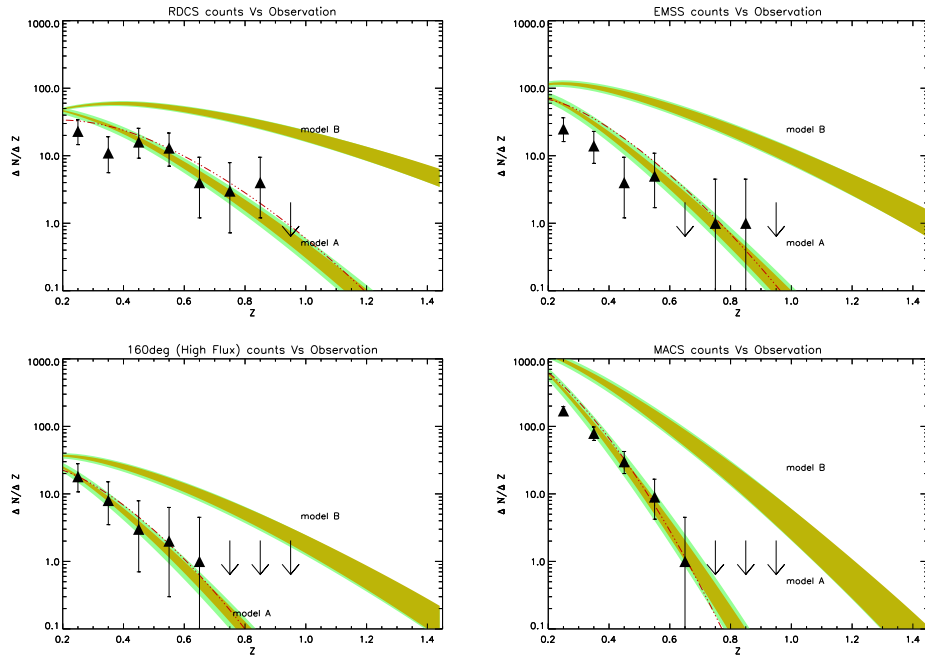 RDCS counts Vs Observation
1000.0
100.0
10.0
1.0
0.1
Δ N/Δ Z
model B
model A
0.2 0.4 0.6 0.8 1.0 1.2 1.4
Z
EMSS counts Vs Observation
1000.0
100.0
10.0
1.0
0.1
Δ N/Δ Z
model B
model A
0.2 0.4 0.6 0.8 1.0 1.2 1.4
Z
160deg (High Flux) counts Vs Observation
1000.0
100.0
10.0
1.0
0.1
Δ N/Δ Z
model B
model A
0.2 0.4 0.6 0.8 1.0 1.2 1.4
Z
MACS counts Vs Observation
1000.0
100.0
10.0
1.0
0.1
Δ N/Δ Z
model B
model A
0.2 0.4 0.6 0.8 1.0 1.2 1.4
Z